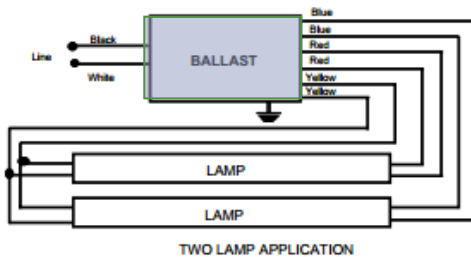 Blue
Blue
Black
Red
Line
BALLAST
Red
White
Yellow
Yellow
LAMP
LAMP
TWO LAMP APPLICATION